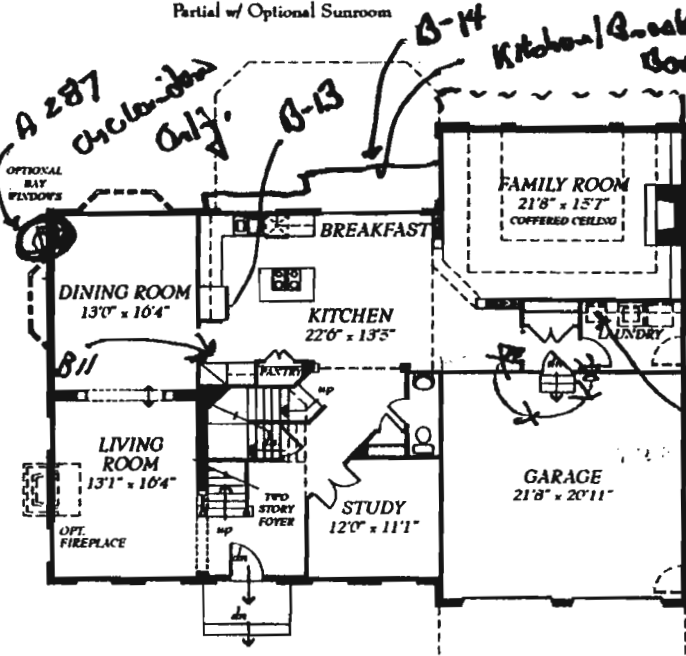 Partial w/ Optional Sunroom
B-14
Kitchen/
A 287
Only
B-13
OPTIONAL
BAY
WINDOWS
FAMILY ROOM
21'8" x 15'7"
COFFERED CEILING
BREAKFAST
DINING ROOM
13'0" x 16'4"
KITCHEN
22'6" x 13'3"
LAUNDRY
B11
PANTRY
dn
up
LIVING
ROOM
13'1" x 16'4"
GARAGE
21'8" x 20'11"
TWO
STORY
FOYER
STUDY
12'0" x 11'1"
OPT.
FIREPLACE
up
dn
dn